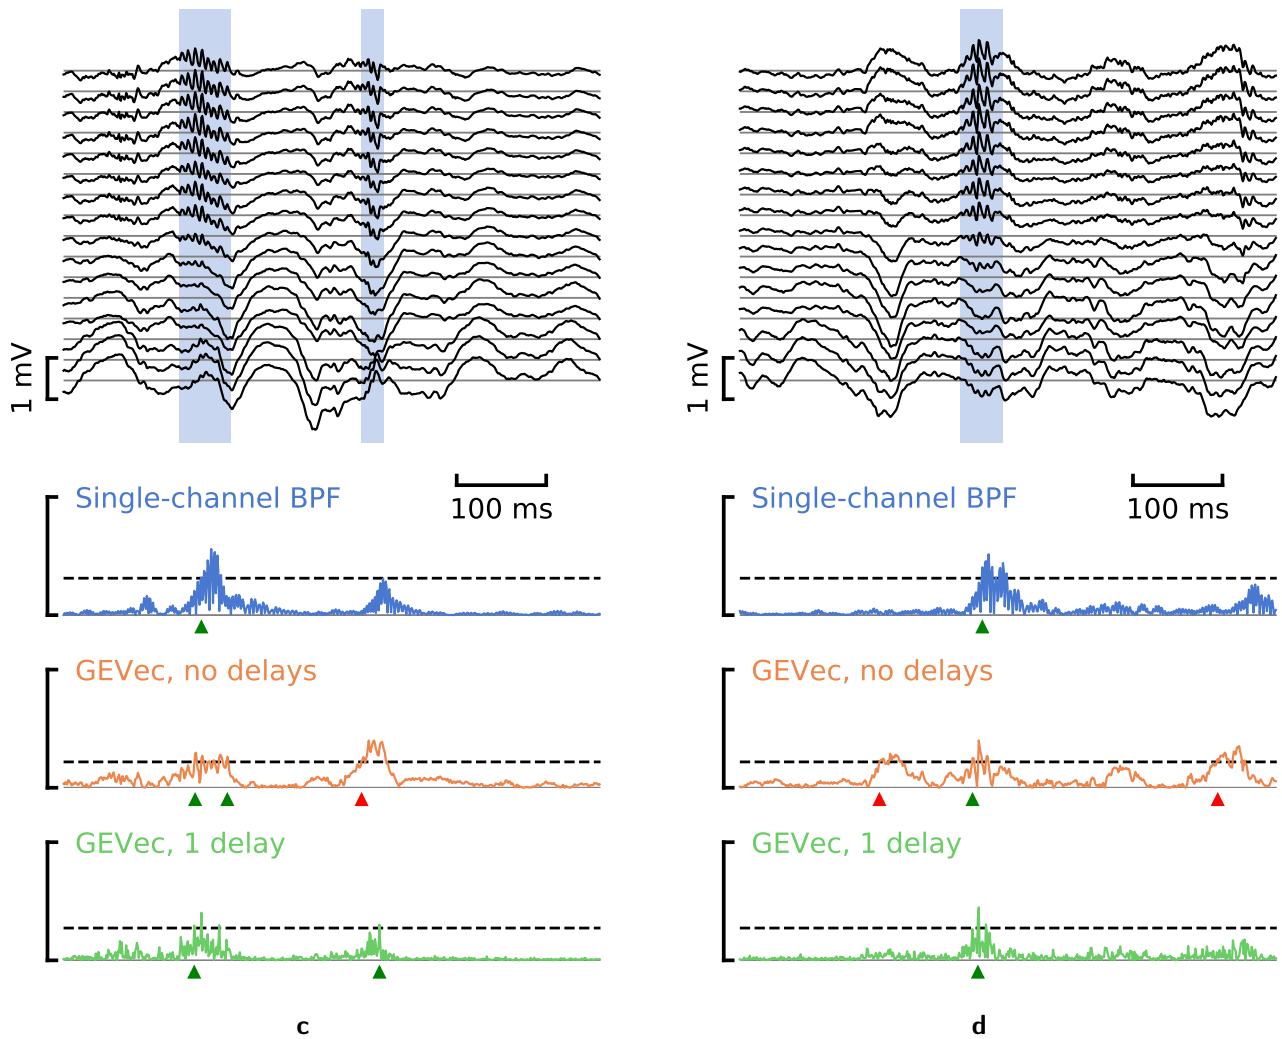 1 mV
1 mV
Single-channel BPF
100 ms
Single-channel BPF
100 ms
GEVec, no delays
GEVec, no delays
GEVec, 1 delay
GEVec, 1 delay
c
d